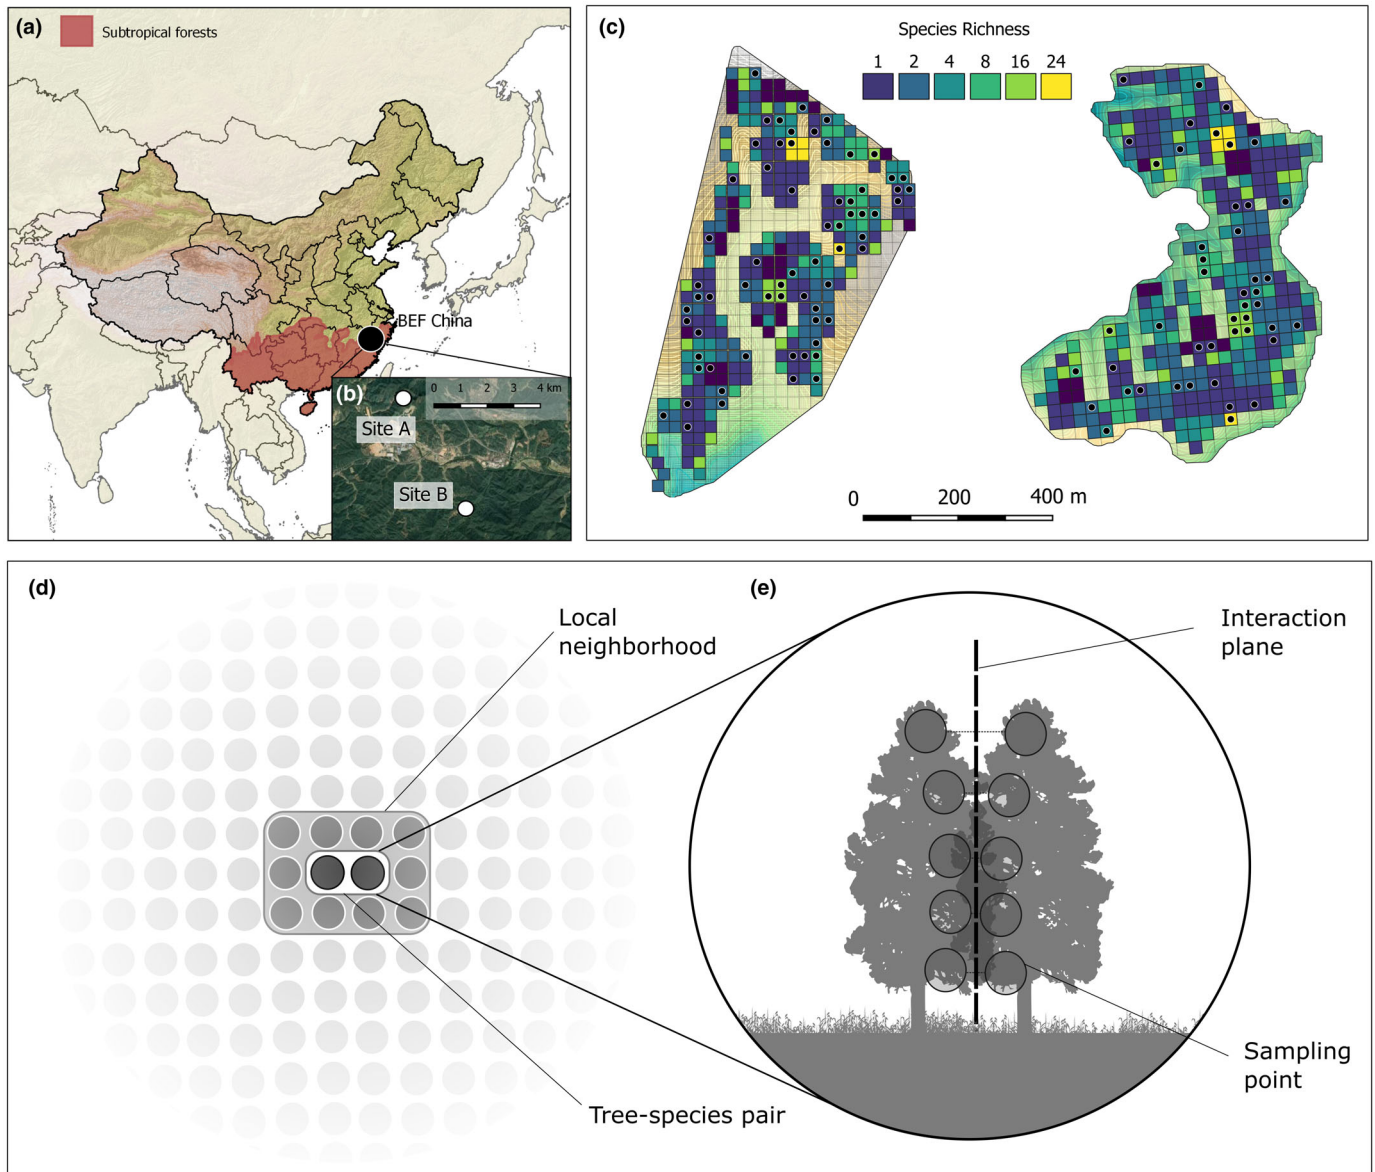 (a)
Subtropical forests
BEF China
(b)
0 1 2 3 4 km
Site A
Site B
(c)
Species Richness
1 2 4 8 16 24
0 200 400 m
(d)
Local
neighborhood
Tree-species pair
(e)
Interaction
plane
Sampling
point